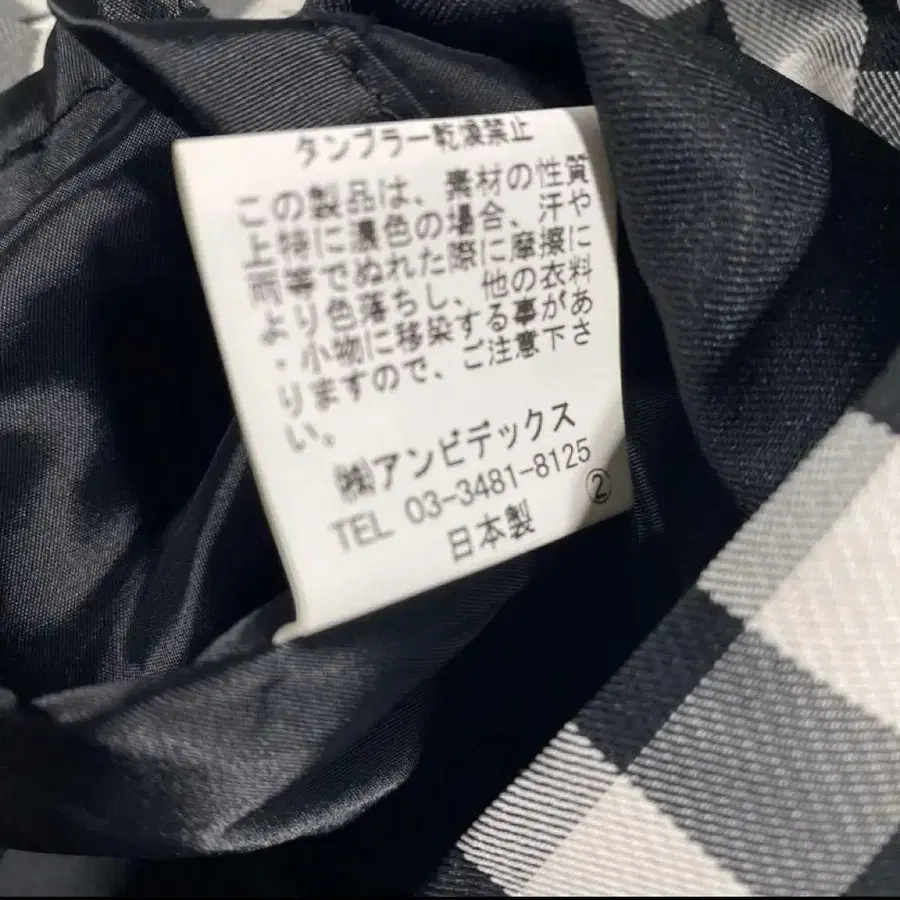 タンブラー乾燥禁止
この製品は、素材の性質
上特に濃色の場合、汗や
雨等でぬれた際に摩擦に
より色落ちし、他の衣料
・小物に移染する事があ
りますので、ご注意下さ
い。
㈱アンビデックス
TEL 03-3481-8125
日本製 ②